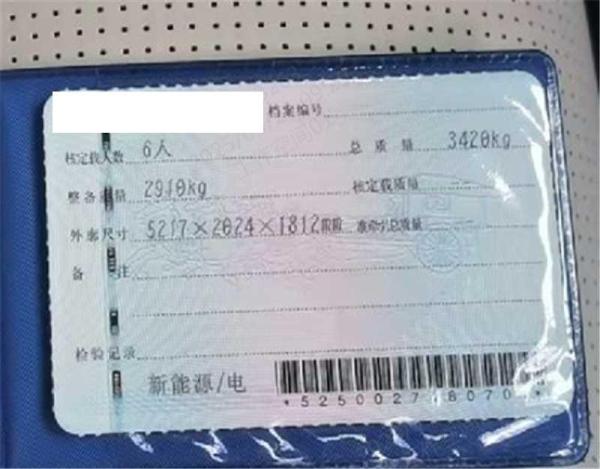 档案编号
核定载人数 6人 总质量 3420kg
整备质量 2910kg 核定载质量
外廓尺寸 5217×2024×1812 准牵引总质量
备注
检验记录
新能源/电